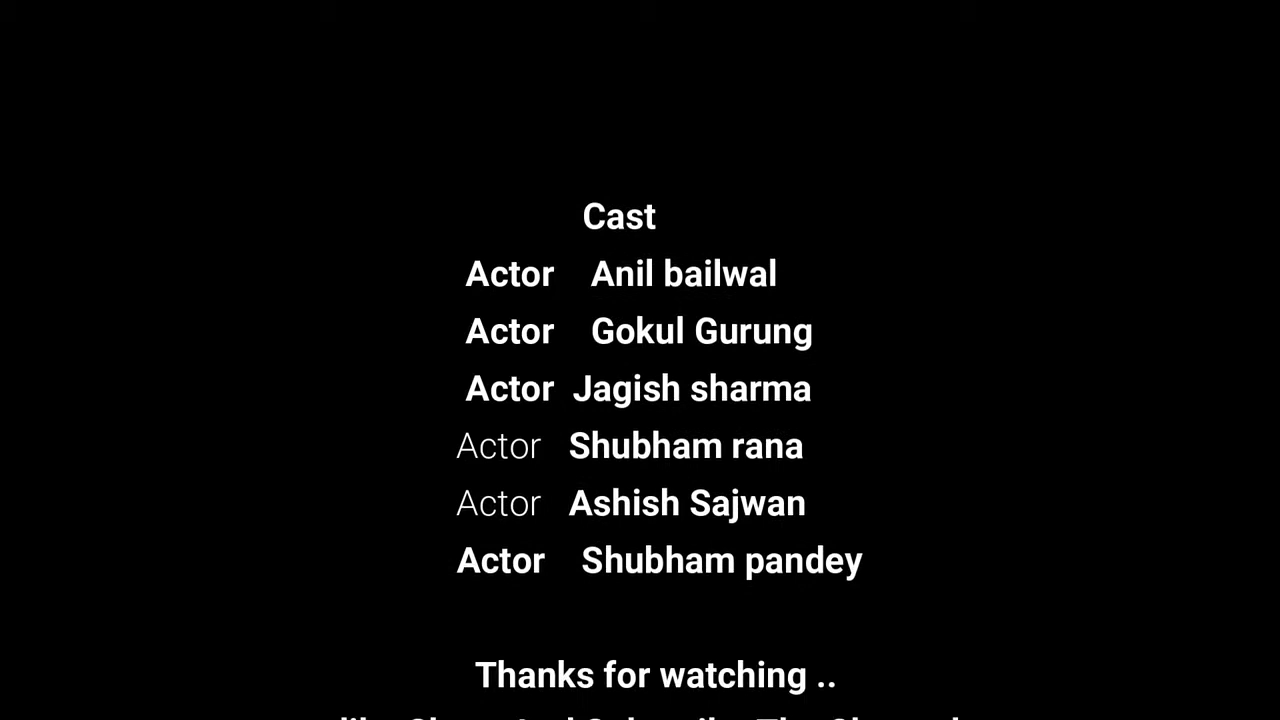 Cast
Actor Anil bailwal
Actor Gokul Gurung
Actor Jagish sharma
Actor Shubham rana
Actor Ashish Sajwan
Actor Shubham pandey
Thanks for watching ..